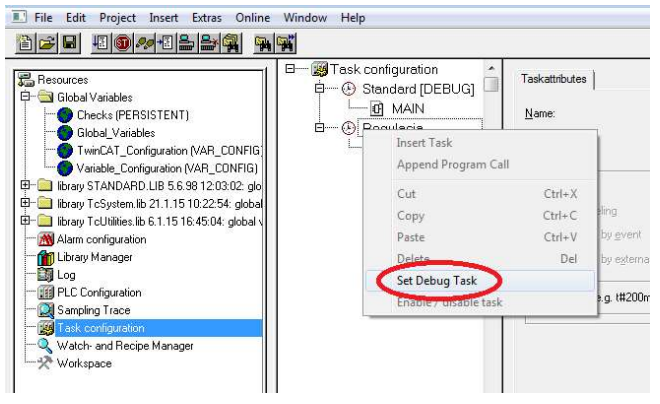 File Edit Project Insert Extras Online Window Help
Resources
Global Variables
Checks (PERSISTENT)
Global_Variables
TwinCAT_Configuration (VAR_CONFIG)
Variable_Configuration (VAR_CONFIG)
library STANDARD.LIB 5.6.98 12:03:02: glo
library TcSystem.lib 21.1.15 10:22:54: global
library TcUtilities.lib 6.1.15 16:45:04: global v
Alarm configuration
Library Manager
Log
PLC Configuration
Sampling Trace
Task configuration
Watch- and Recipe Manager
Workspace
Task configuration
Standard [DEBUG]
MAIN
Regulacja
Insert Task
Append Program Call
Cut Ctrl+X
Copy Ctrl+C
Paste Ctrl+V
Delete Del
Set Debug Task
Enable / disable task
Taskattributes
Name:
by event
by externa
e.g. t#200m